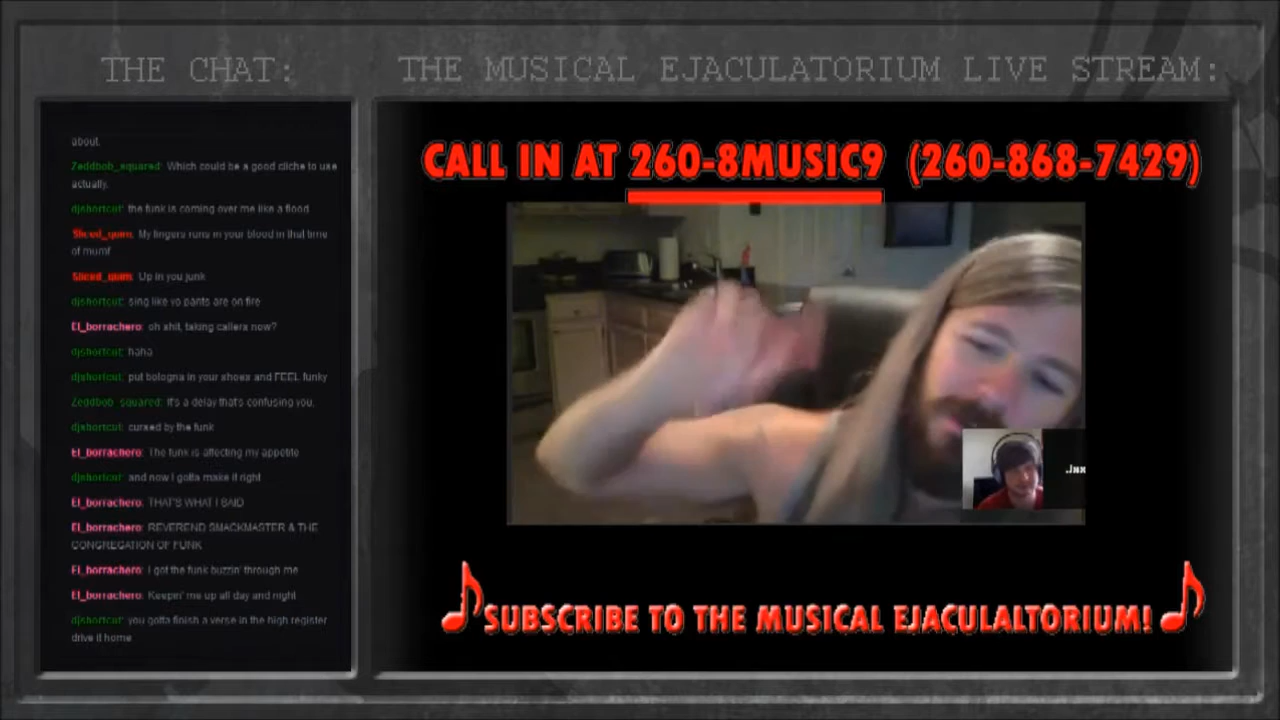 THE CHAT:
THE MUSICAL EJACULATORIUM LIVE STREAM:
about.
Zeddbob_squared: Which could be a good cliche to use
actually.
djshortcut: the funk is coming over me like a flood
My fingers runs in your blood in that time
of mumf
Up in you junk
djshortcut: sing like yo pants are on fire
El_borrachero: oh shit, taking callers now?
djshortcut: haha
djshortcut: put bologna in your shoes and FEEL funky
Zeddbob_squared: It's a delay that's confusing you.
djshortcut: cursed by the funk
El_borrachero: The funk is affecting my appetite
djshortcut: and now I gotta make it right
El_borrachero: THAT'S WHAT I SAID
El_borrachero: REVEREND SMACKMASTER & THE
CONGREGATION OF FUNK
El_borrachero: I got the funk buzzin' through me
El_borrachero: Keepin' me up all day and night
djshortcut: you gotta finish a verse in the high register
drive it home
CALL IN AT 260-8MUSIC9 (260-868-7429)
.Jax
SUBSCRIBE TO THE MUSICAL EJACULALTORIUM!